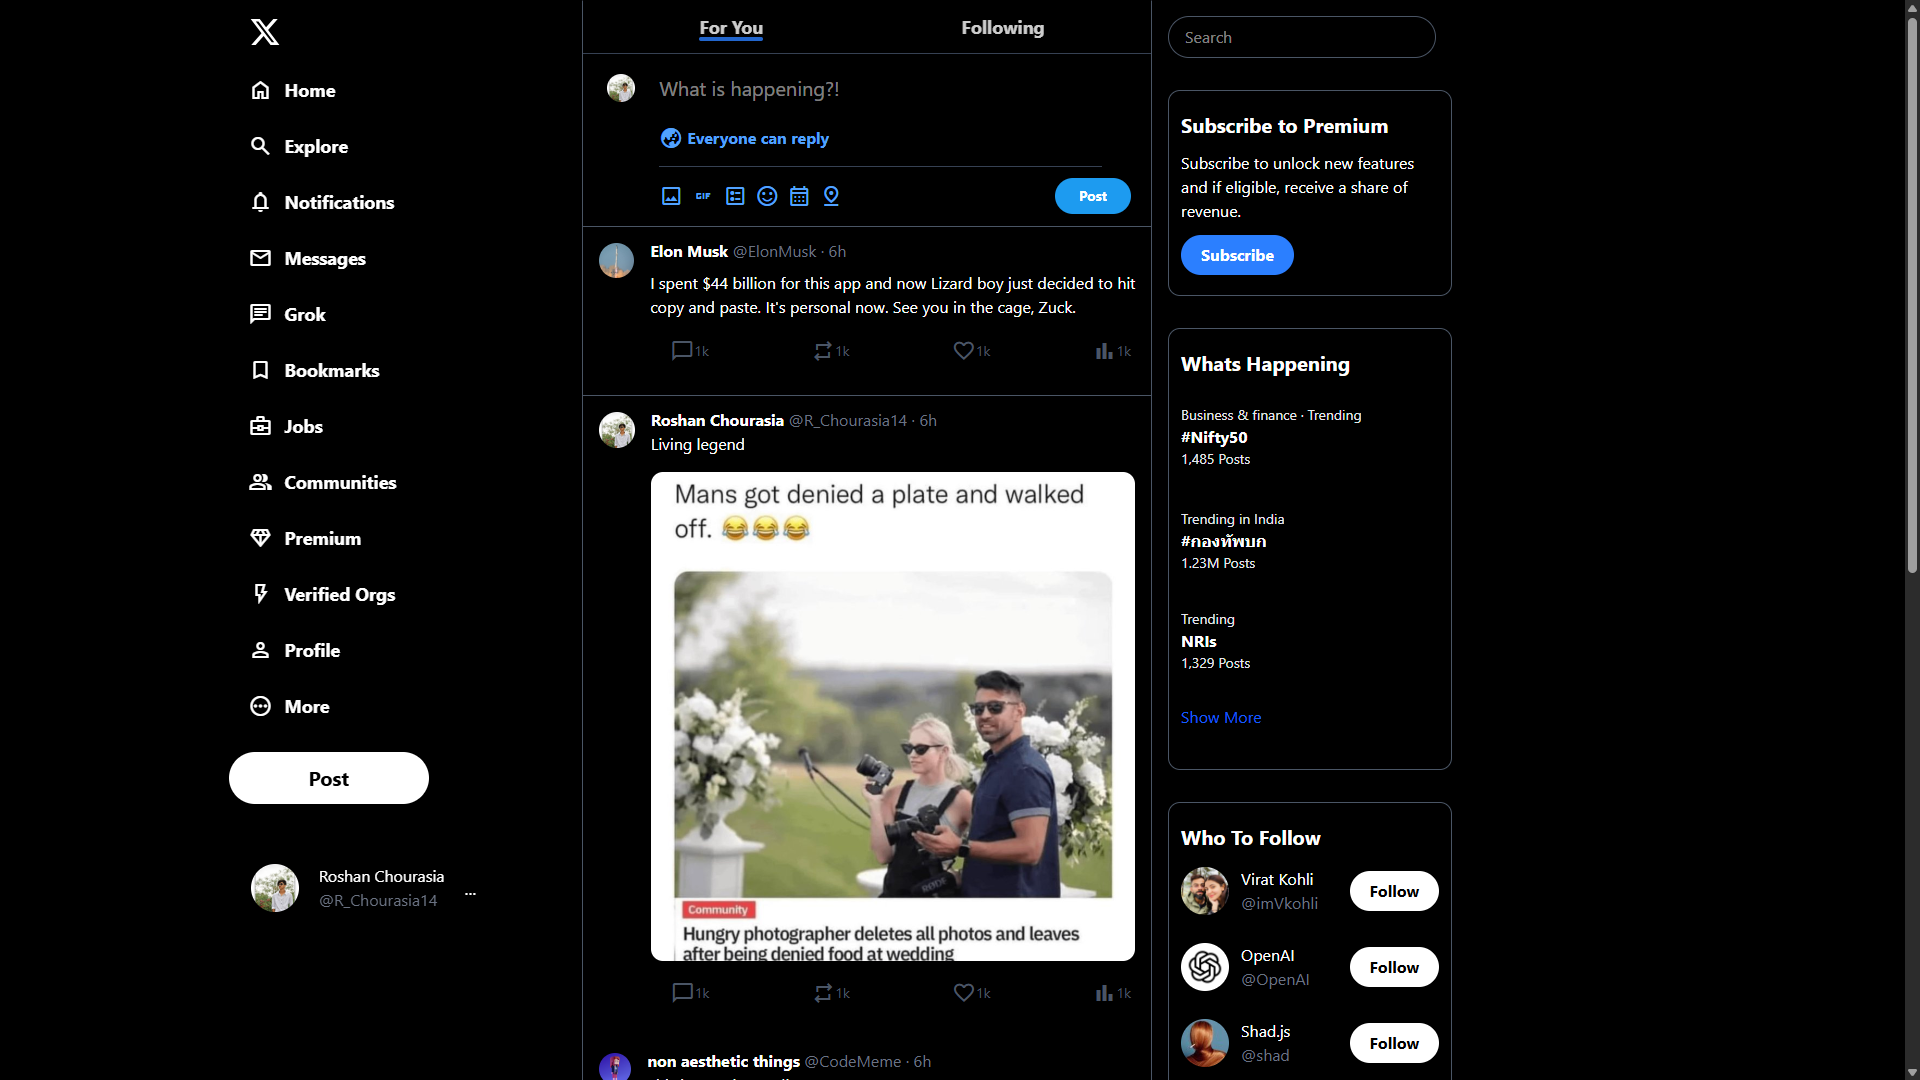 Home
Explore
Notifications
Messages
Grok
Bookmarks
Jobs
Communities
Premium
Verified Orgs
Profile
More
Post
Roshan Chourasia
@R_Chourasia14
...
For You Following
What is happening?!
Everyone can reply
GIF
Post
Elon Musk @ElonMusk · 6h
I spent $44 billion for this app and now Lizard boy just decided to hit
copy and paste. It's personal now. See you in the cage, Zuck.
1k 1k 1k 1k
Roshan Chourasia @R_Chourasia14 · 6h
Living legend
Mans got denied a plate and walked
off. 😂😂😂
RODE
Community
Hungry photographer deletes all photos and leaves
after being denied food at wedding
1k 1k 1k 1k
non aesthetic things @CodeMeme · 6h
Search
Subscribe to Premium
Subscribe to unlock new features
and if eligible, receive a share of
revenue.
Subscribe
Whats Happening
Business & finance · Trending
#Nifty50
1,485 Posts
Trending in India
#กองทัพบก
1.23M Posts
Trending
NRIs
1,329 Posts
Show More
Who To Follow
Virat Kohli
@imVkohli
Follow
OpenAI
@OpenAI
Follow
Shad.js
@shad
Follow